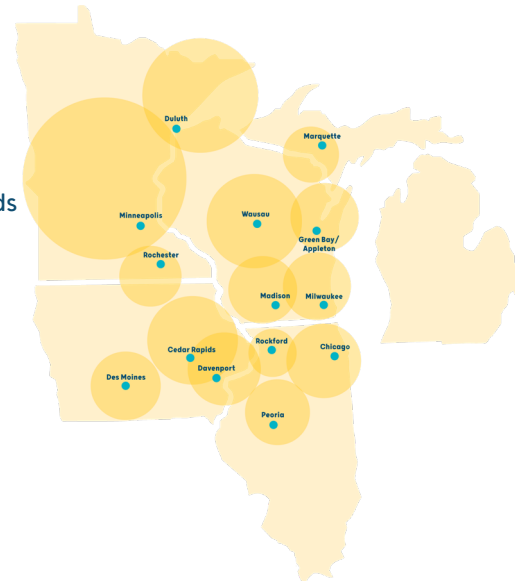 Duluth
Marquette
ds
Minneapolis
Wausau
Green Bay/
Appleton
Rochester
Madison
Milwaukee
Rockford
Chicago
Cedar Rapids
Davenport
Des Moines
Peoria